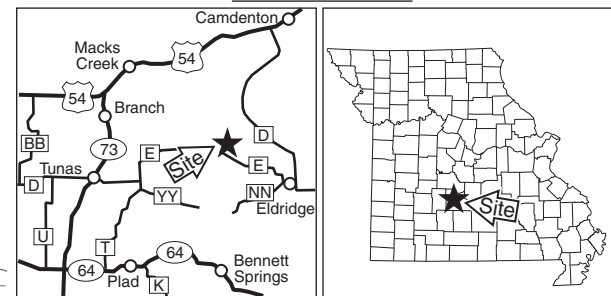 Camdenton
Macks
Creek
54
54
Branch
BB
73
D
E
Site
Tunas
E
D
YY
NN
Eldridge
U
T
64
64
Plad
K
Bennett
Springs
Site